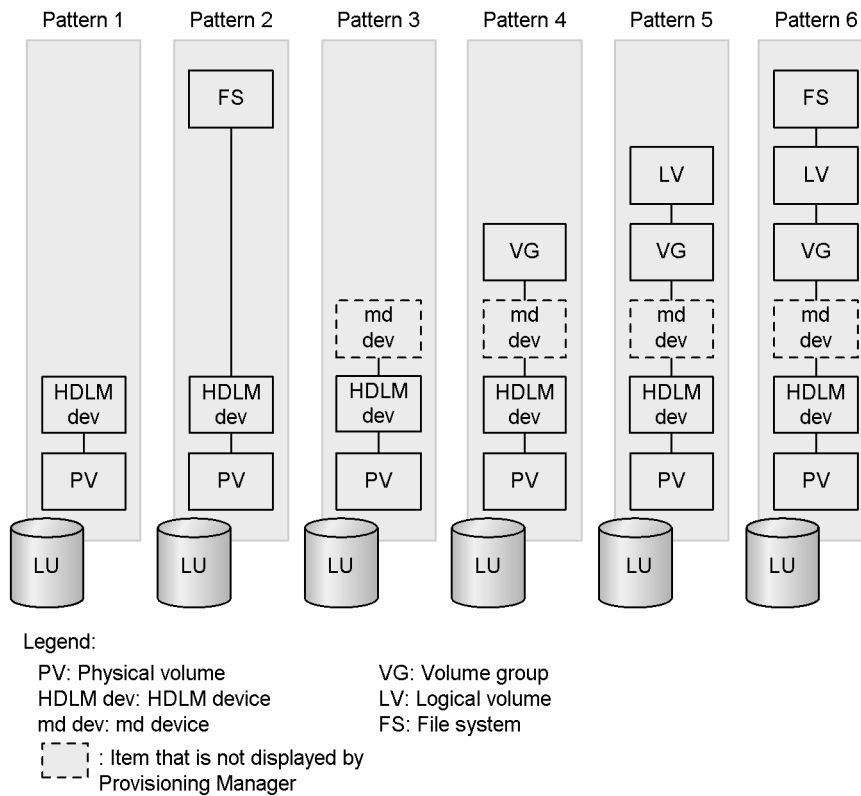 Pattern 1 Pattern 2 Pattern 3 Pattern 4 Pattern 5 Pattern 6
FS FS
LV LV
VG VG VG
md md md md
dev dev dev dev
HDLM HDLM HDLM HDLM HDLM HDLM
dev dev dev dev dev dev
PV PV PV PV PV PV
LU LU LU LU LU LU
Legend:
PV: Physical volume
HDLM dev: HDLM device
md dev: md device
VG: Volume group
LV: Logical volume
FS: File system
: Item that is not displayed by
Provisioning Manager